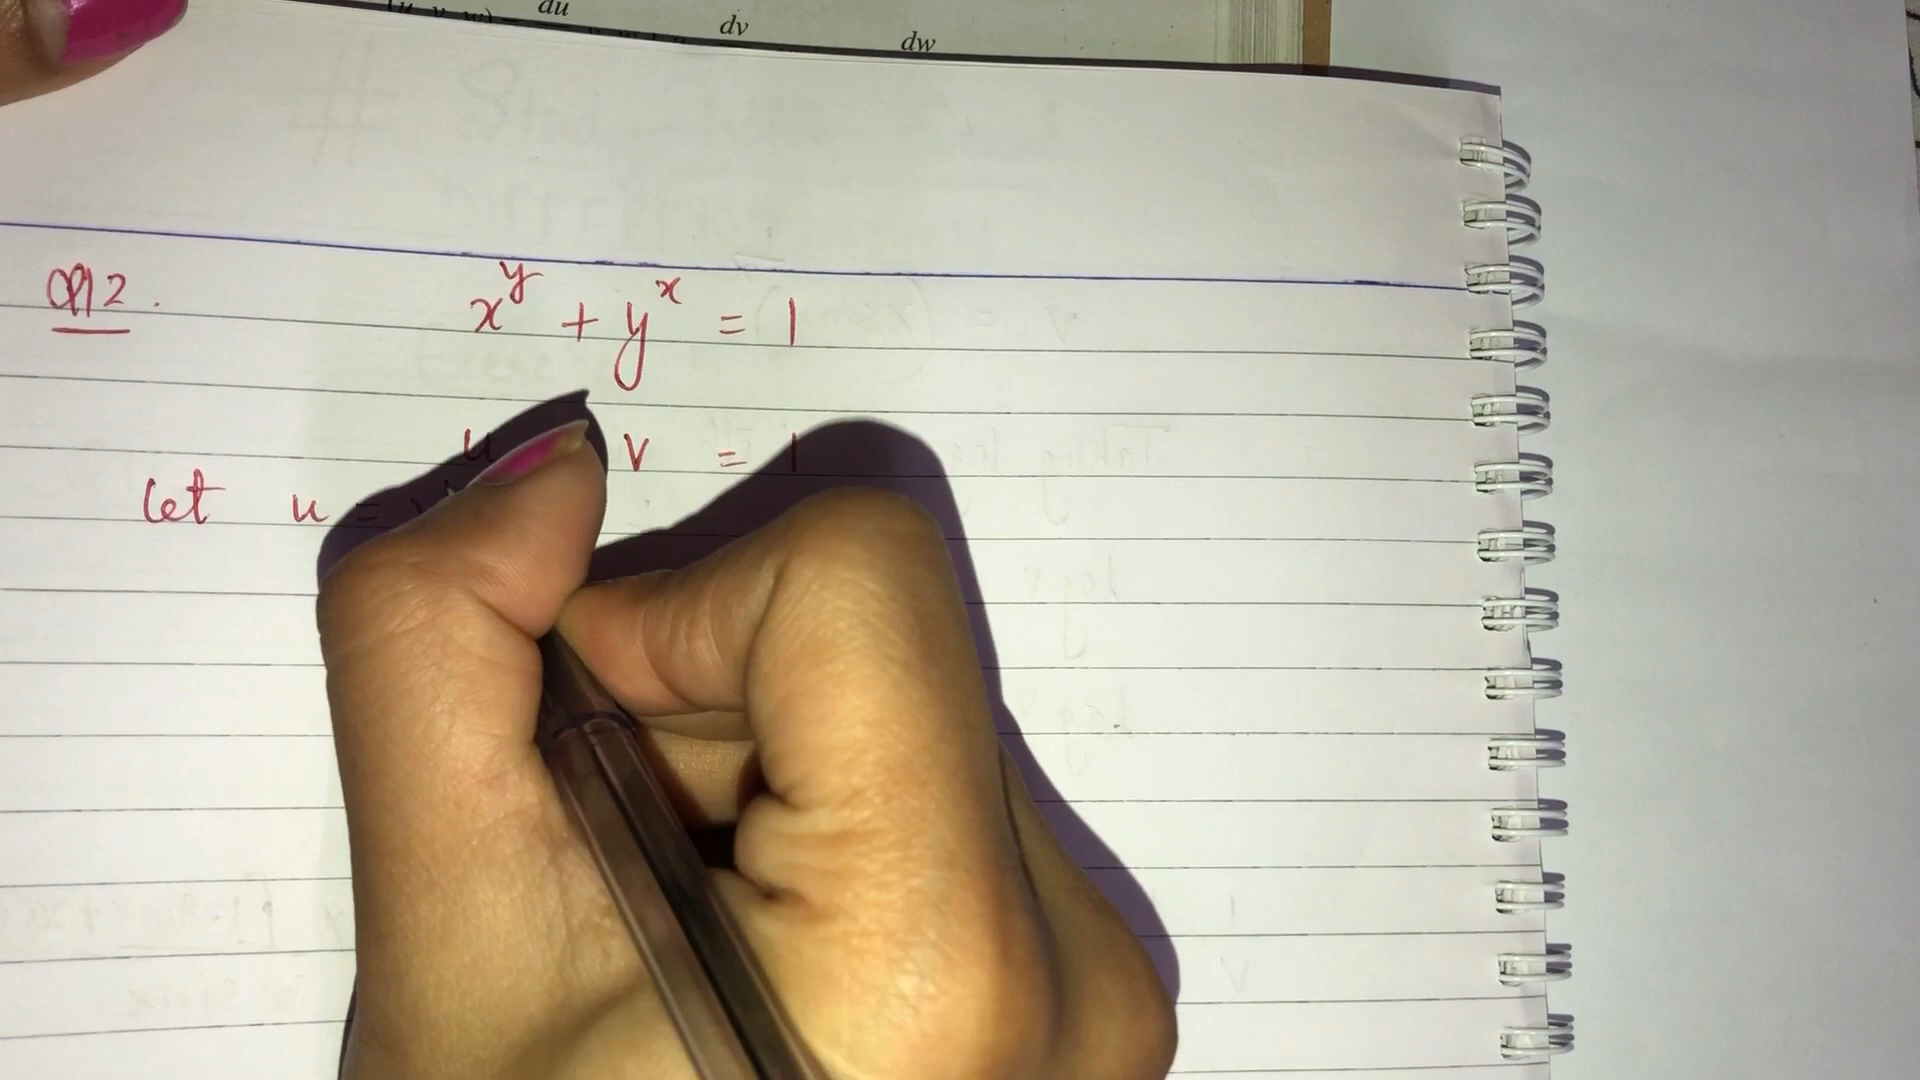 du dv dw
Q12. x^y + y^x = 1
u v = 1
let u =